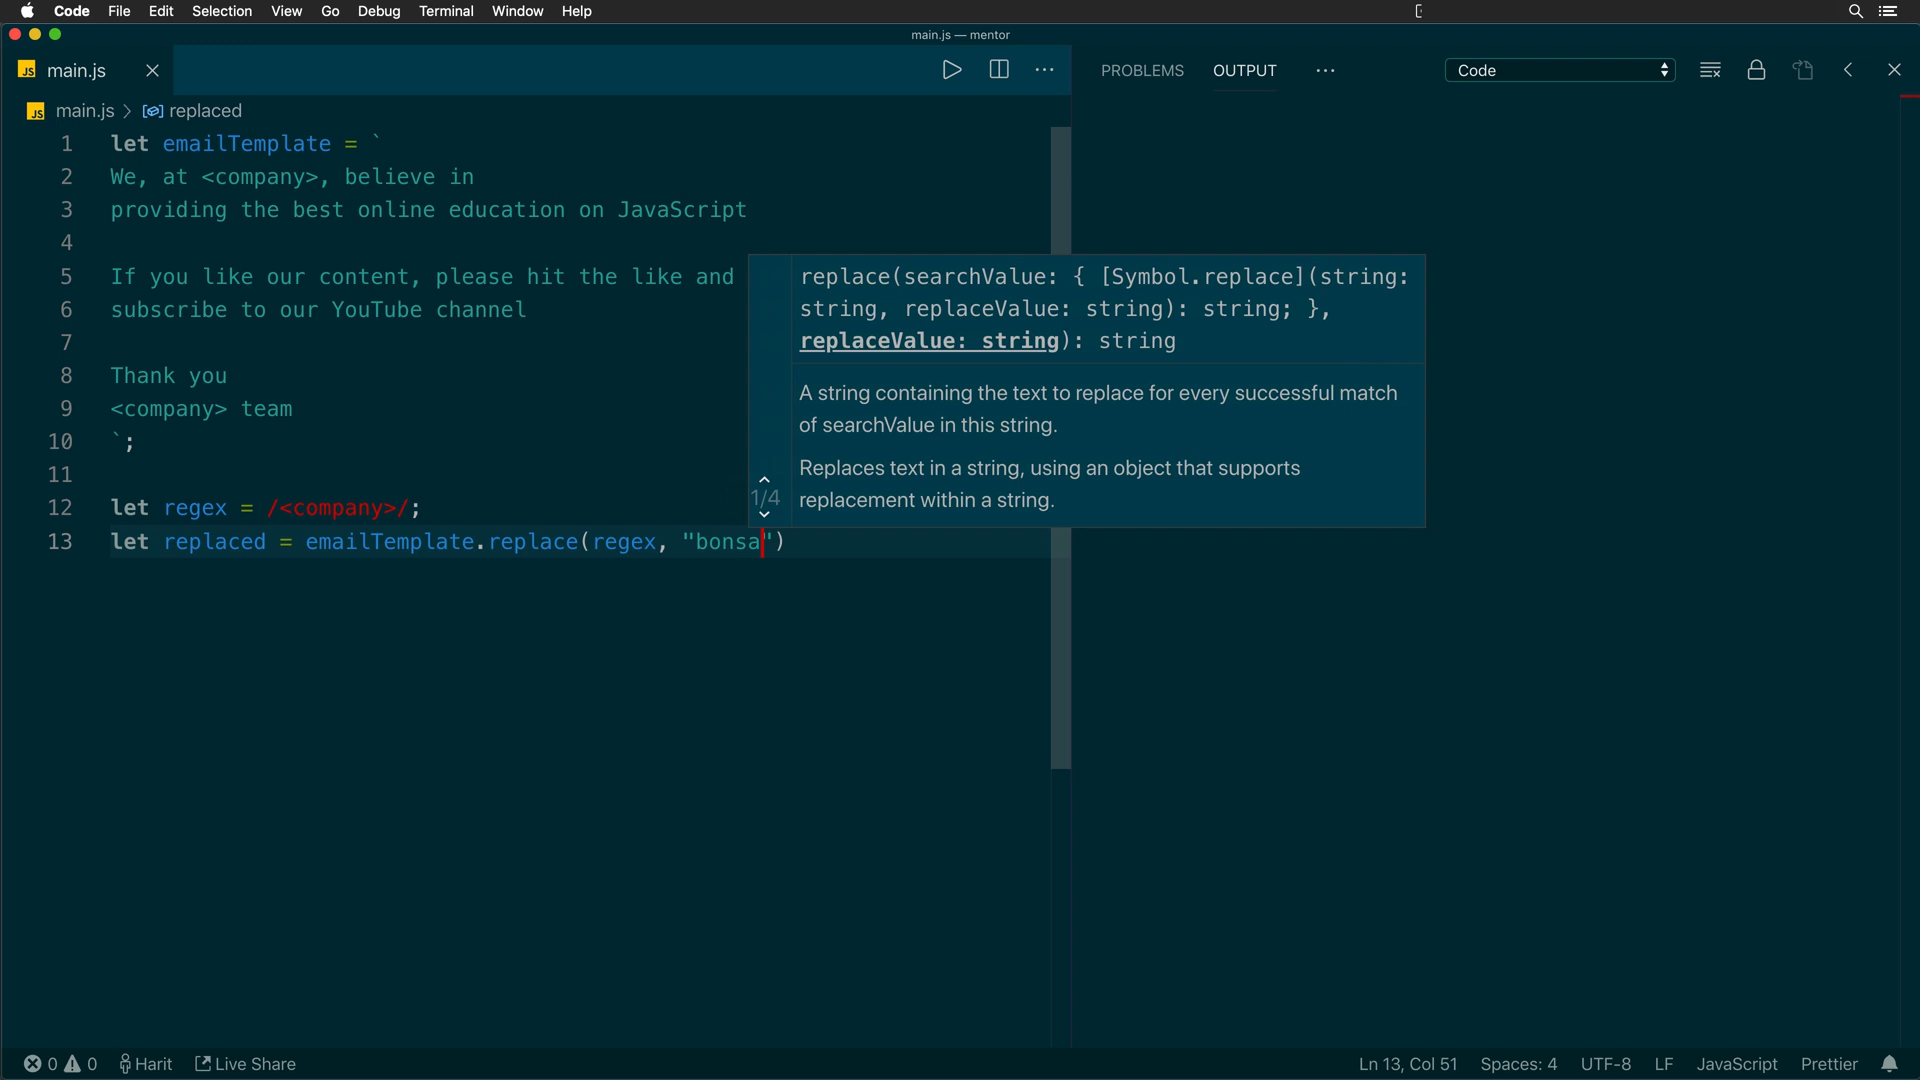 Code File Edit Selection View Go Debug Terminal Window Help
main.js — mentor
JS main.js
PROBLEMS OUTPUT ··· Code
JS main.js > replaced
1 let emailTemplate = `
2 We, at <company>, believe in
3 providing the best online education on JavaScript
4
5 If you like our content, please hit the like and
6 subscribe to our YouTube channel
7
8 Thank you
9 <company> team
10 `;
11
12 let regex = /<company>/;
13 let replaced = emailTemplate.replace(regex, "bonsa")
replace(searchValue: { [Symbol.replace](string:
string, replaceValue: string): string; },
replaceValue: string): string
A string containing the text to replace for every successful match
of searchValue in this string.
Replaces text in a string, using an object that supports
1/4
replacement within a string.
0 0 Harit Live Share Ln 13, Col 51 Spaces: 4 UTF-8 LF JavaScript Prettier